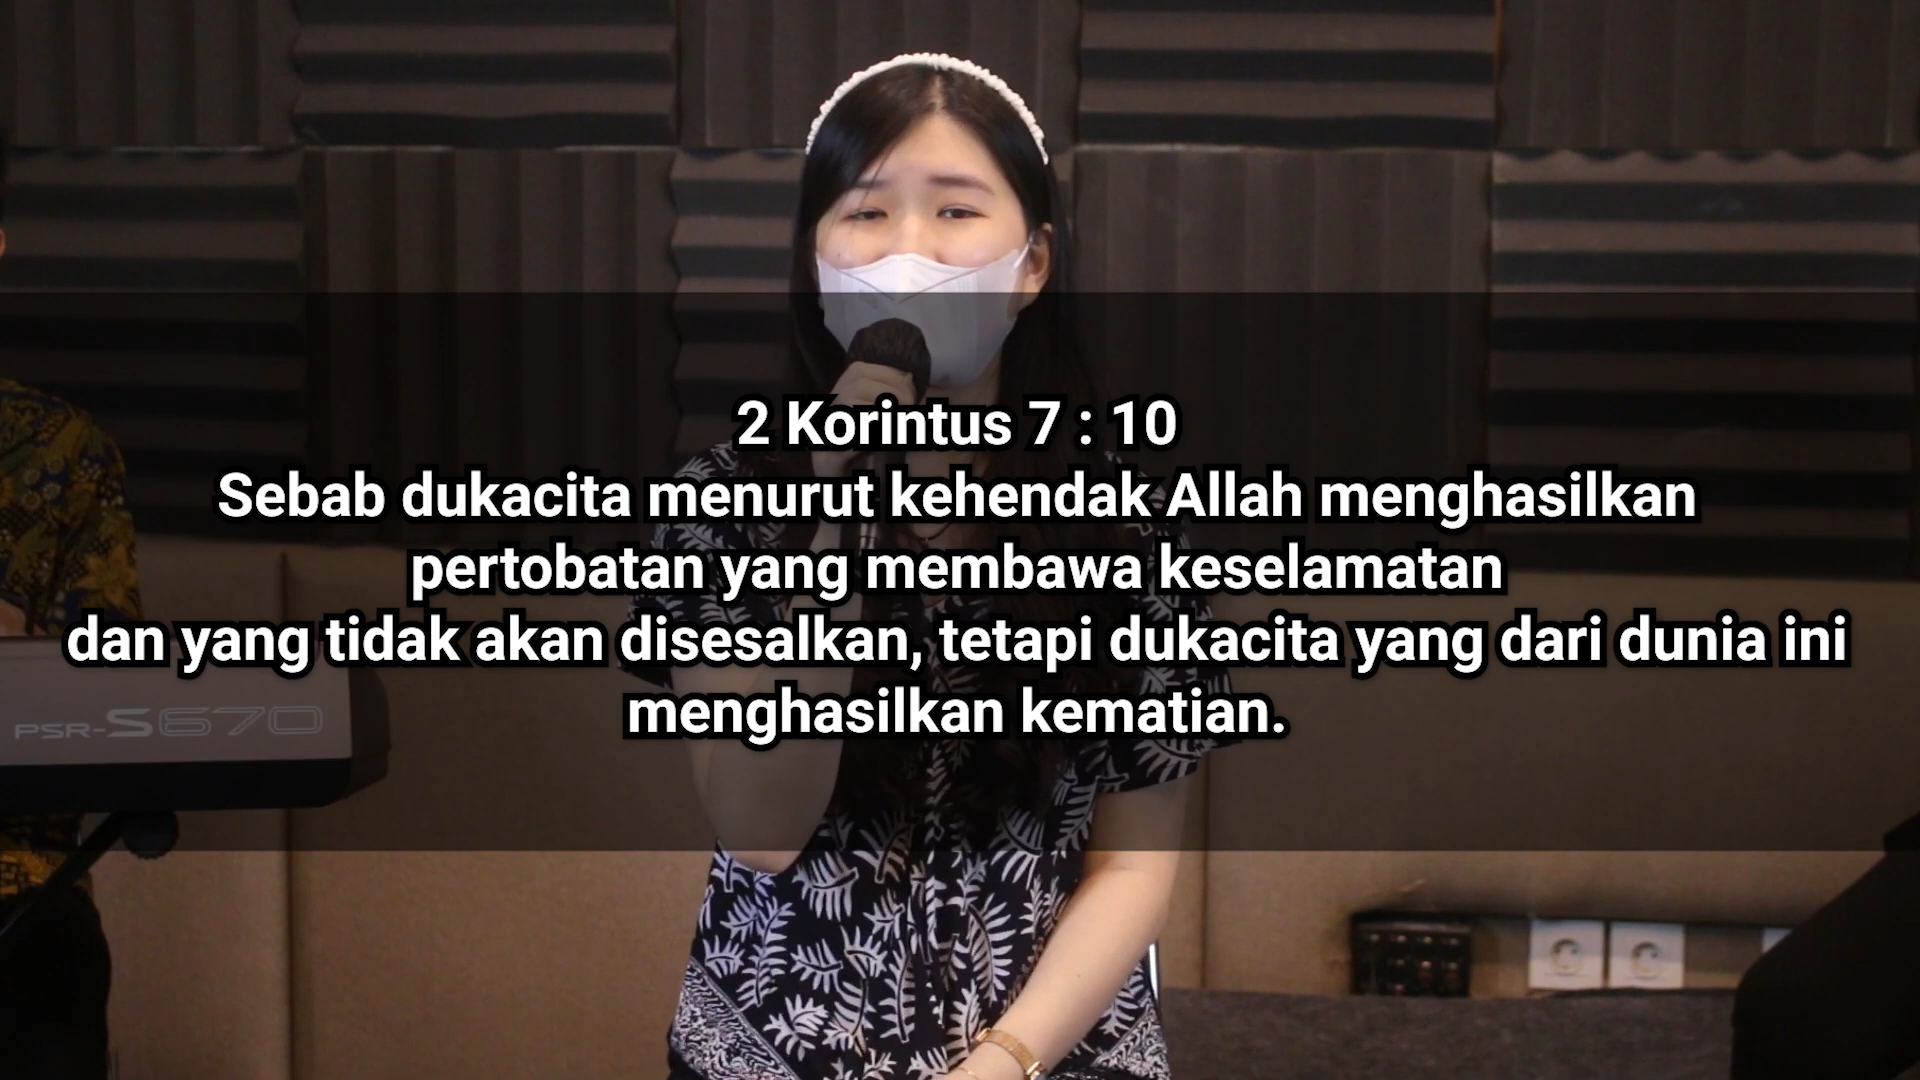 2 Korintus 7 : 10
Sebab dukacita menurut kehendak Allah menghasilkan
pertobatan yang membawa keselamatan
dan yang tidak akan disesalkan, tetapi dukacita yang dari dunia ini
menghasilkan kematian.
PSR-S670